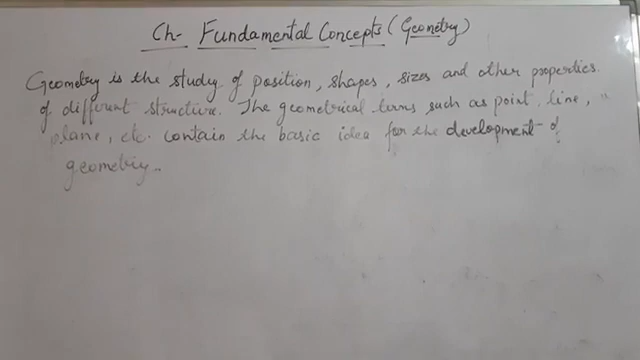 Ch- Fundamental Concepts (Geometry)
Geometry is the study of position, shapes, sizes and other properties
of different structure. The geometrical terms such as point, line,
plane, etc. contain the basic idea for the development of
geometry..